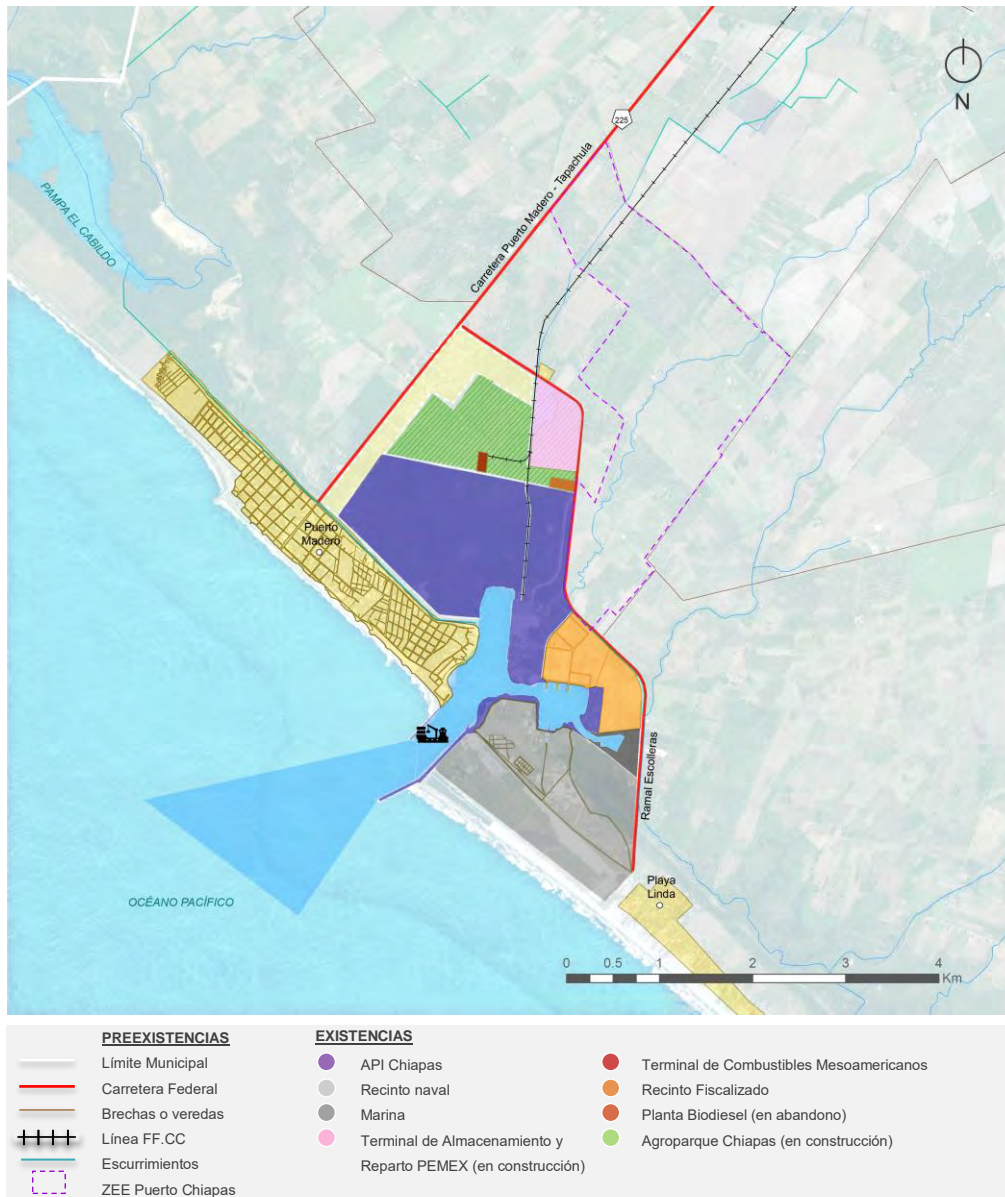 N
225
Carretera Puerto Madero - Tapachula
PAMPA EL CABILDO
Puerto
Madero
Ramal Escolleras
Playa
Linda
OCÉANO PACÍFICO
0 0.5 1 2 3 4
Km
PREEXISTENCIAS
Límite Municipal
Carretera Federal
Brechas o veredas
Línea FF.CC
Escurrimientos
ZEE Puerto Chiapas
EXISTENCIAS
API Chiapas
Recinto naval
Marina
Terminal de Almacenamiento y
Reparto PEMEX (en construcción)
Terminal de Combustibles Mesoamericanos
Recinto Fiscalizado
Planta Biodiesel (en abandono)
Agroparque Chiapas (en construcción)